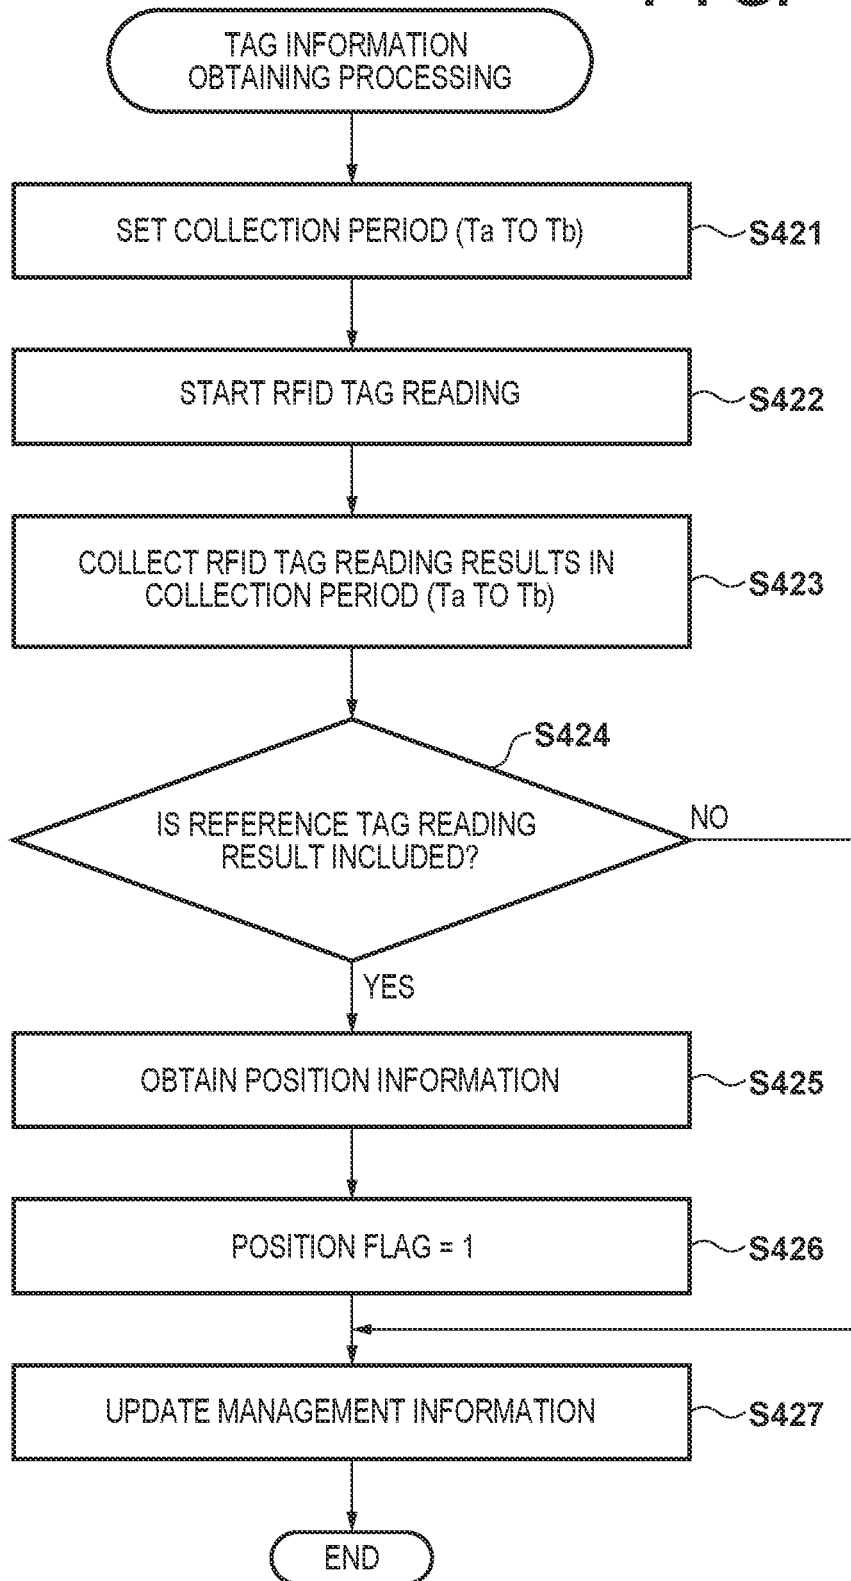 TAG INFORMATION
OBTAINING PROCESSING
SET COLLECTION PERIOD (Ta TO Tb)
S421
START RFID TAG READING
S422
COLLECT RFID TAG READING RESULTS IN
COLLECTION PERIOD (Ta TO Tb)
S423
S424
IS REFERENCE TAG READING
RESULT INCLUDED?
NO
YES
OBTAIN POSITION INFORMATION
S425
POSITION FLAG = 1
S426
UPDATE MANAGEMENT INFORMATION
S427
END